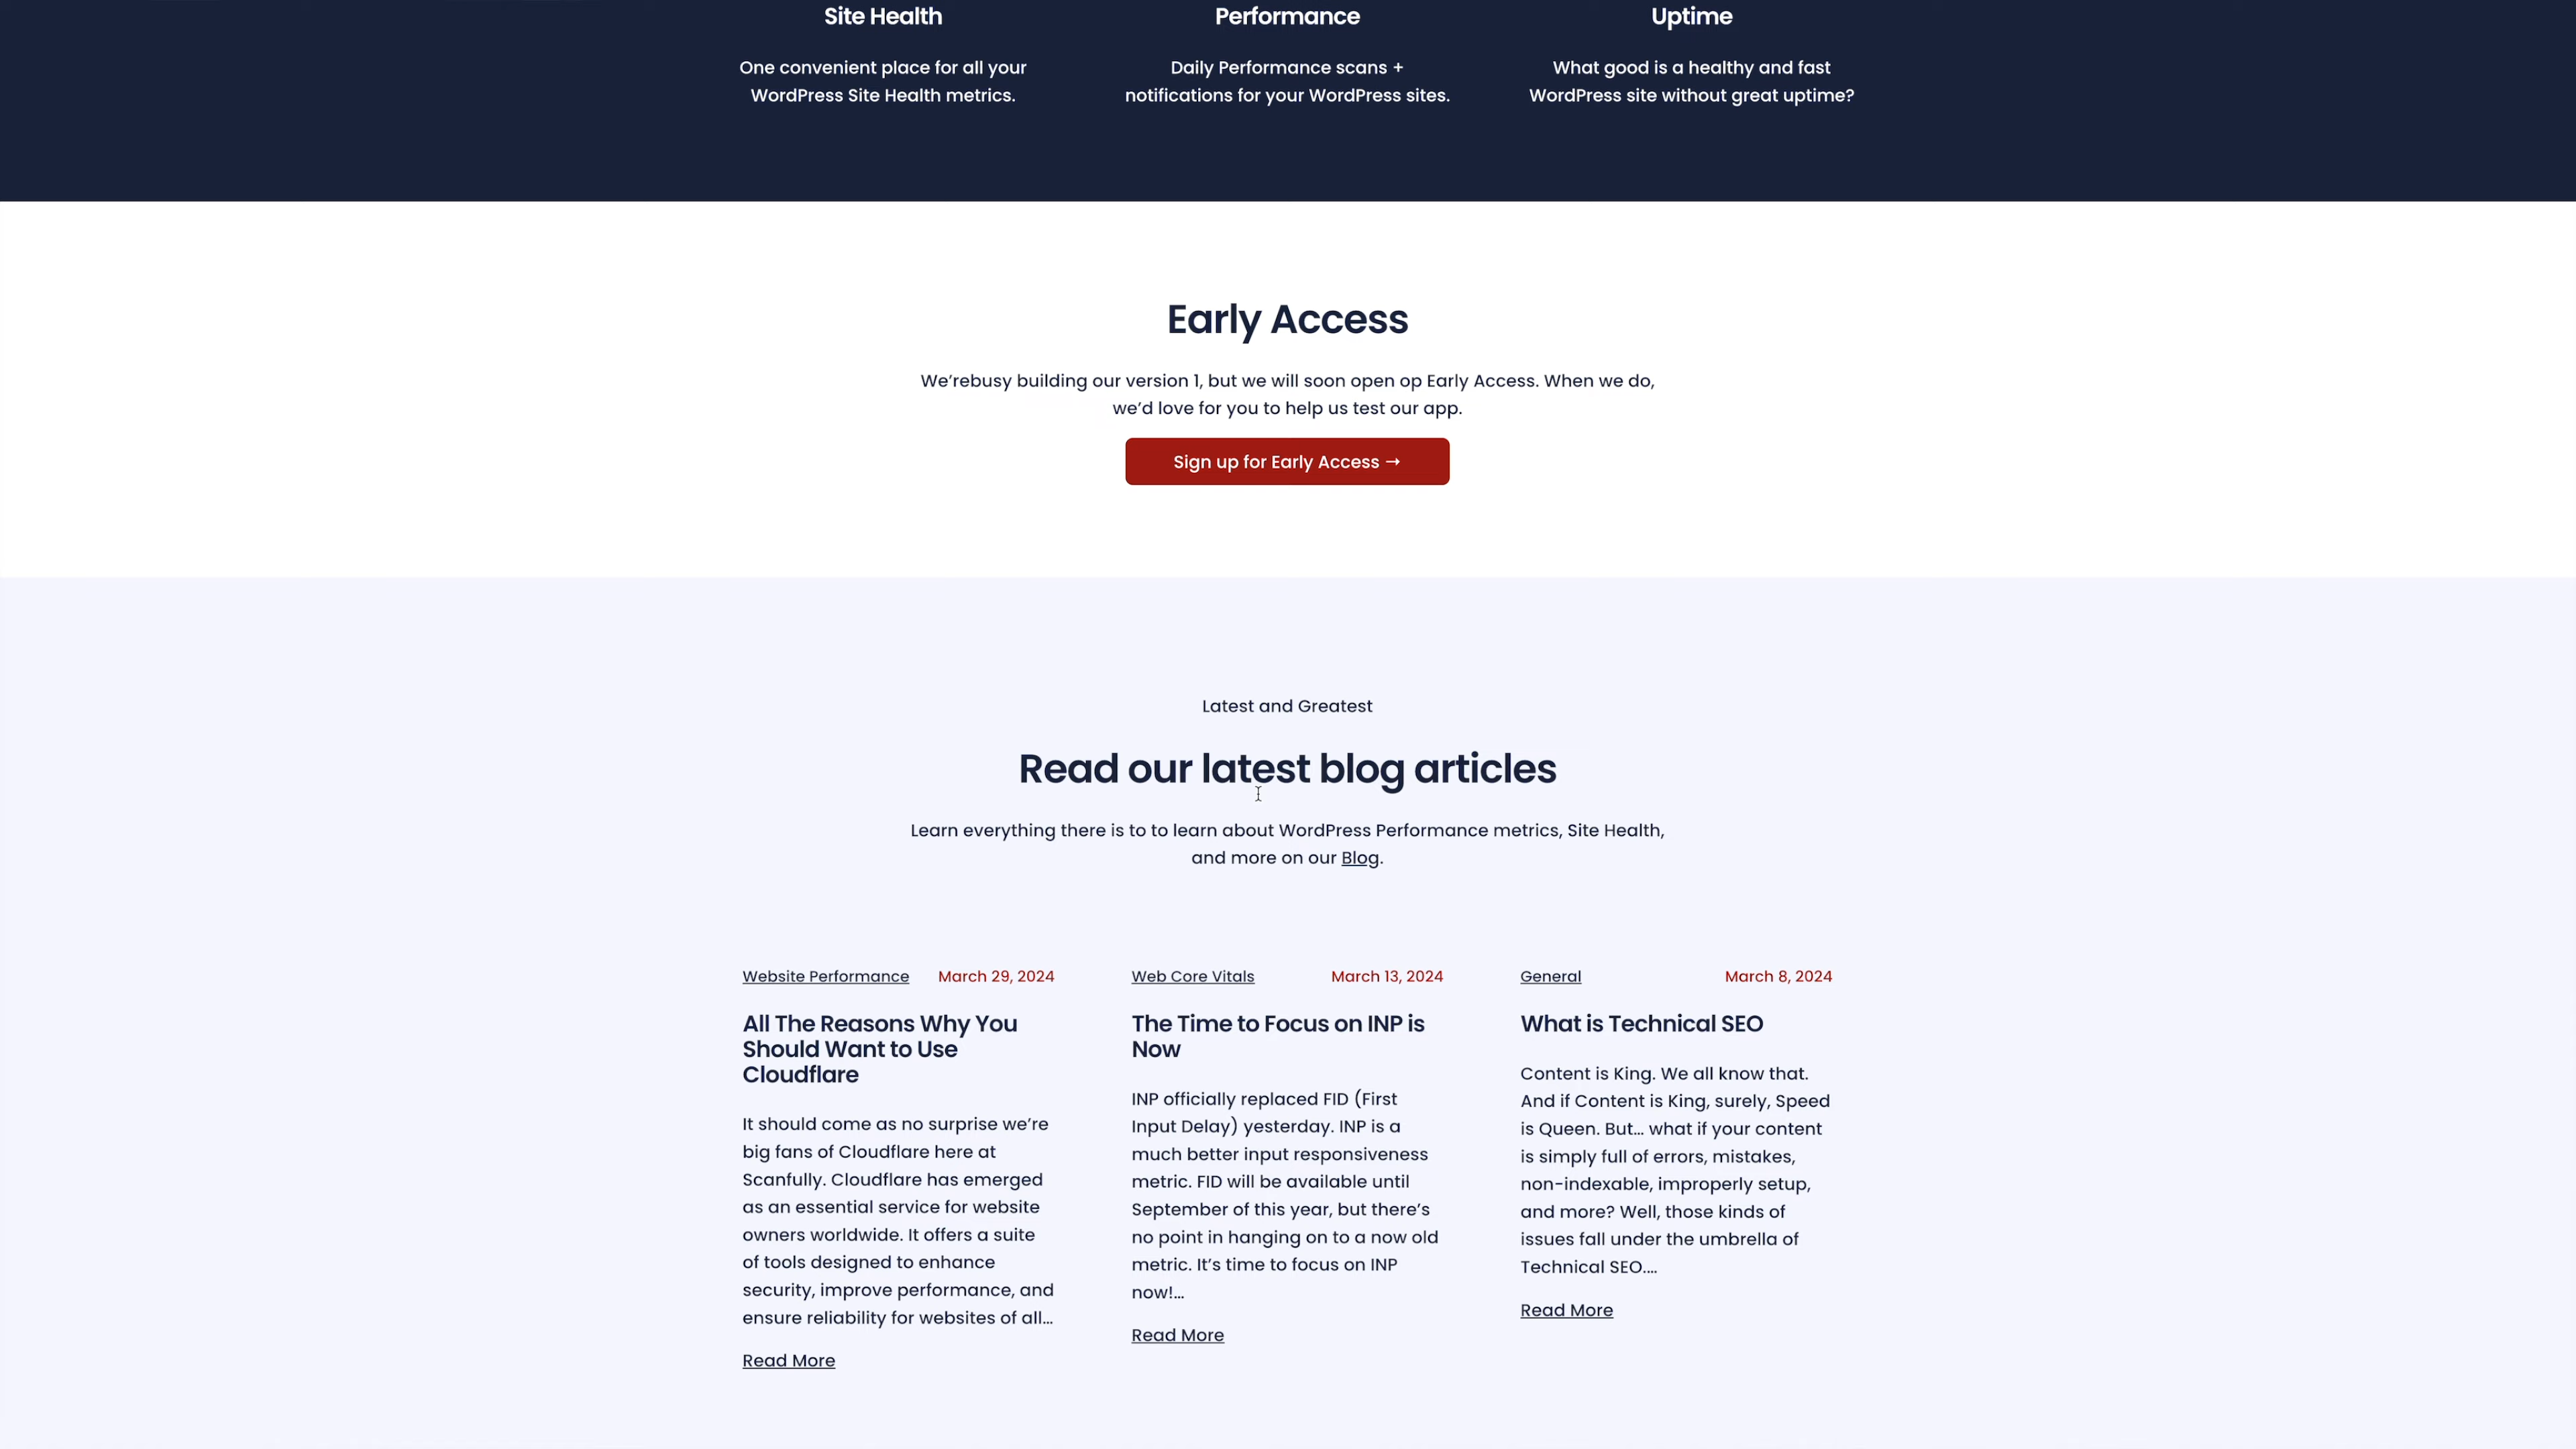 Site Health
One convenient place for all your
WordPress Site Health metrics.
Performance
Daily Performance scans +
notifications for your WordPress sites.
Uptime
What good is a healthy and fast
WordPress site without great uptime?
Early Access
We’rebusy building our version 1, but we will soon open op Early Access. When we do,
we’d love for you to help us test our app.
Sign up for Early Access →
Latest and Greatest
Read our latest blog articles
Learn everything there is to to learn about WordPress Performance metrics, Site Health,
and more on our Blog.
Website Performance March 29, 2024
All The Reasons Why You
Should Want to Use
Cloudflare
It should come as no surprise we’re
big fans of Cloudflare here at
Scanfully. Cloudflare has emerged
as an essential service for website
owners worldwide. It offers a suite
of tools designed to enhance
security, improve performance, and
ensure reliability for websites of all…
Read More
Web Core Vitals March 13, 2024
The Time to Focus on INP is
Now
INP officially replaced FID (First
Input Delay) yesterday. INP is a
much better input responsiveness
metric. FID will be available until
September of this year, but there’s
no point in hanging on to a now old
metric. It’s time to focus on INP
now!…
Read More
General March 8, 2024
What is Technical SEO
Content is King. We all know that.
And if Content is King, surely, Speed
is Queen. But… what if your content
is simply full of errors, mistakes,
non-indexable, improperly setup,
and more? Well, those kinds of
issues fall under the umbrella of
Technical SEO.…
Read More